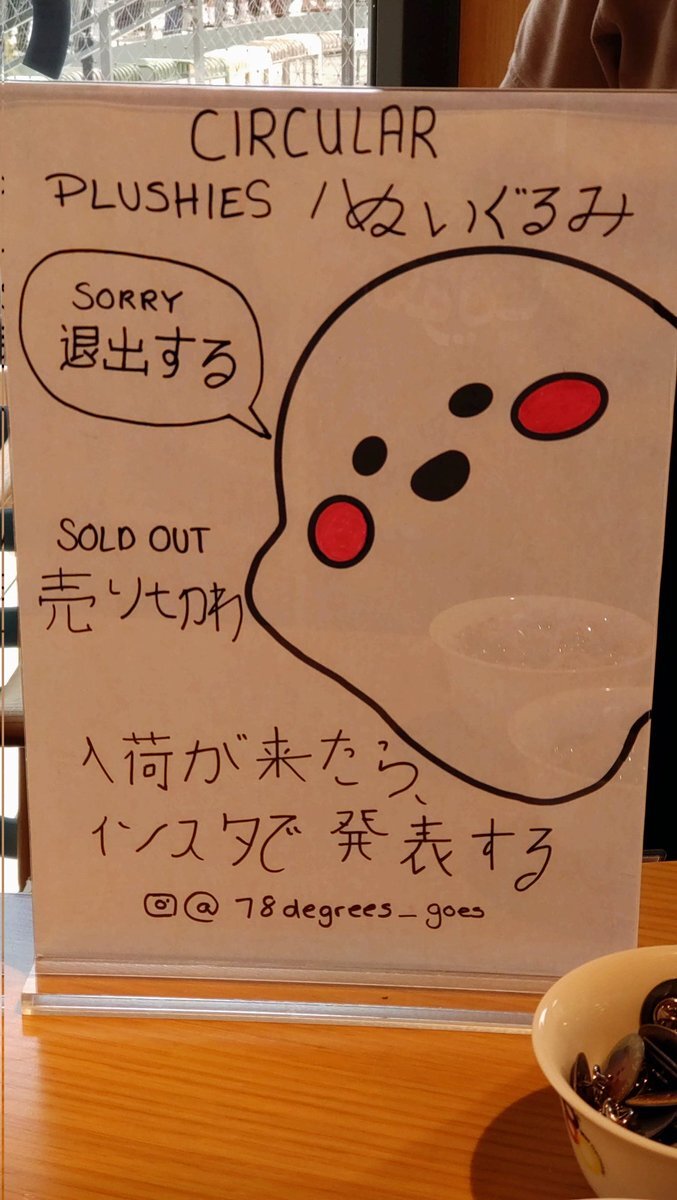 CIRCULAR
PLUSHIES /ぬいぐるみ
SORRY
退出する
SOLD OUT
売り切れ
入荷が来たら、
インスタで発表する
@78degrees_goes